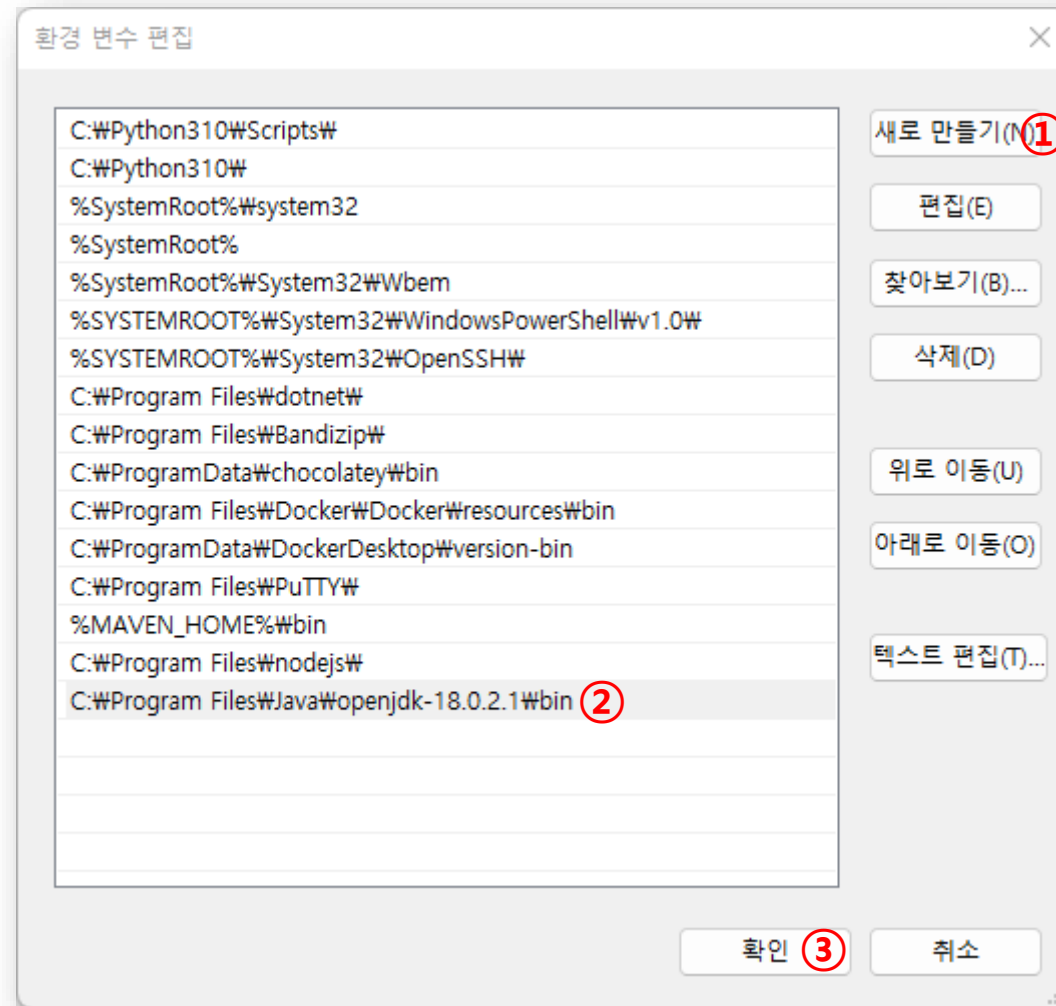 환경 변수 편집
C:₩Python310₩Scripts₩
C:₩Python310₩
%SystemRoot%₩system32
%SystemRoot%
%SystemRoot%₩System32₩Wbem
%SYSTEMROOT%₩System32₩WindowsPowerShell₩v1.0₩
%SYSTEMROOT%₩System32₩OpenSSH₩
C:₩Program Files₩dotnet₩
C:₩Program Files₩Bandizip₩
C:₩ProgramData₩chocolatey₩bin
C:₩Program Files₩Docker₩Docker₩resources₩bin
C:₩ProgramData₩DockerDesktop₩version-bin
C:₩Program Files₩PuTTY₩
%MAVEN_HOME%₩bin
C:₩Program Files₩nodejs₩
C:₩Program Files₩Java₩openjdk-18.0.2.1₩bin ②
새로 만들기(N) ①
편집(E)
찾아보기(B)...
삭제(D)
위로 이동(U)
아래로 이동(O)
텍스트 편집(T)...
확인 ③
취소